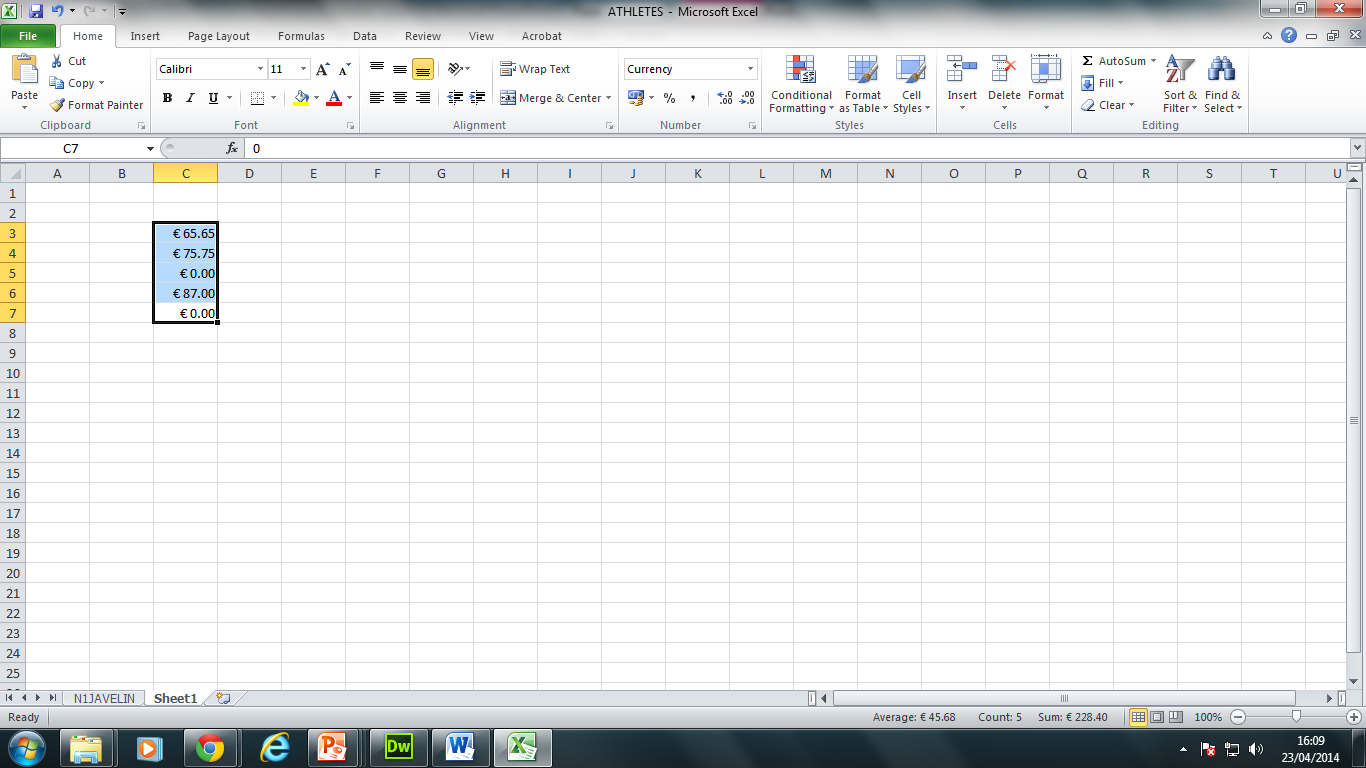 ATHLETES - Microsoft Excel
File Home Insert Page Layout Formulas Data Review View Acrobat
Paste
Cut
Copy
Format Painter
Clipboard
Calibri 11
B I U
Font
Wrap Text
Merge & Center
Alignment
Currency
% ,
Number
Conditional Formatting
Format as Table
Cell Styles
Styles
Insert Delete Format
Cells
Σ AutoSum
Fill
Clear
Sort & Filter
Find & Select
Editing
C7 fx 0
A B C D E F G H I J K L M N O P Q R S T U
1
2
3 € 65.65
4 € 75.75
5 € 0.00
6 € 87.00
7 € 0.00
8
9
10
11
12
13
14
15
16
17
18
19
20
21
22
23
24
25
N1JAVELIN Sheet1
Ready Average: € 45.68 Count: 5 Sum: € 228.40 100%
Dw
16:09
23/04/2014